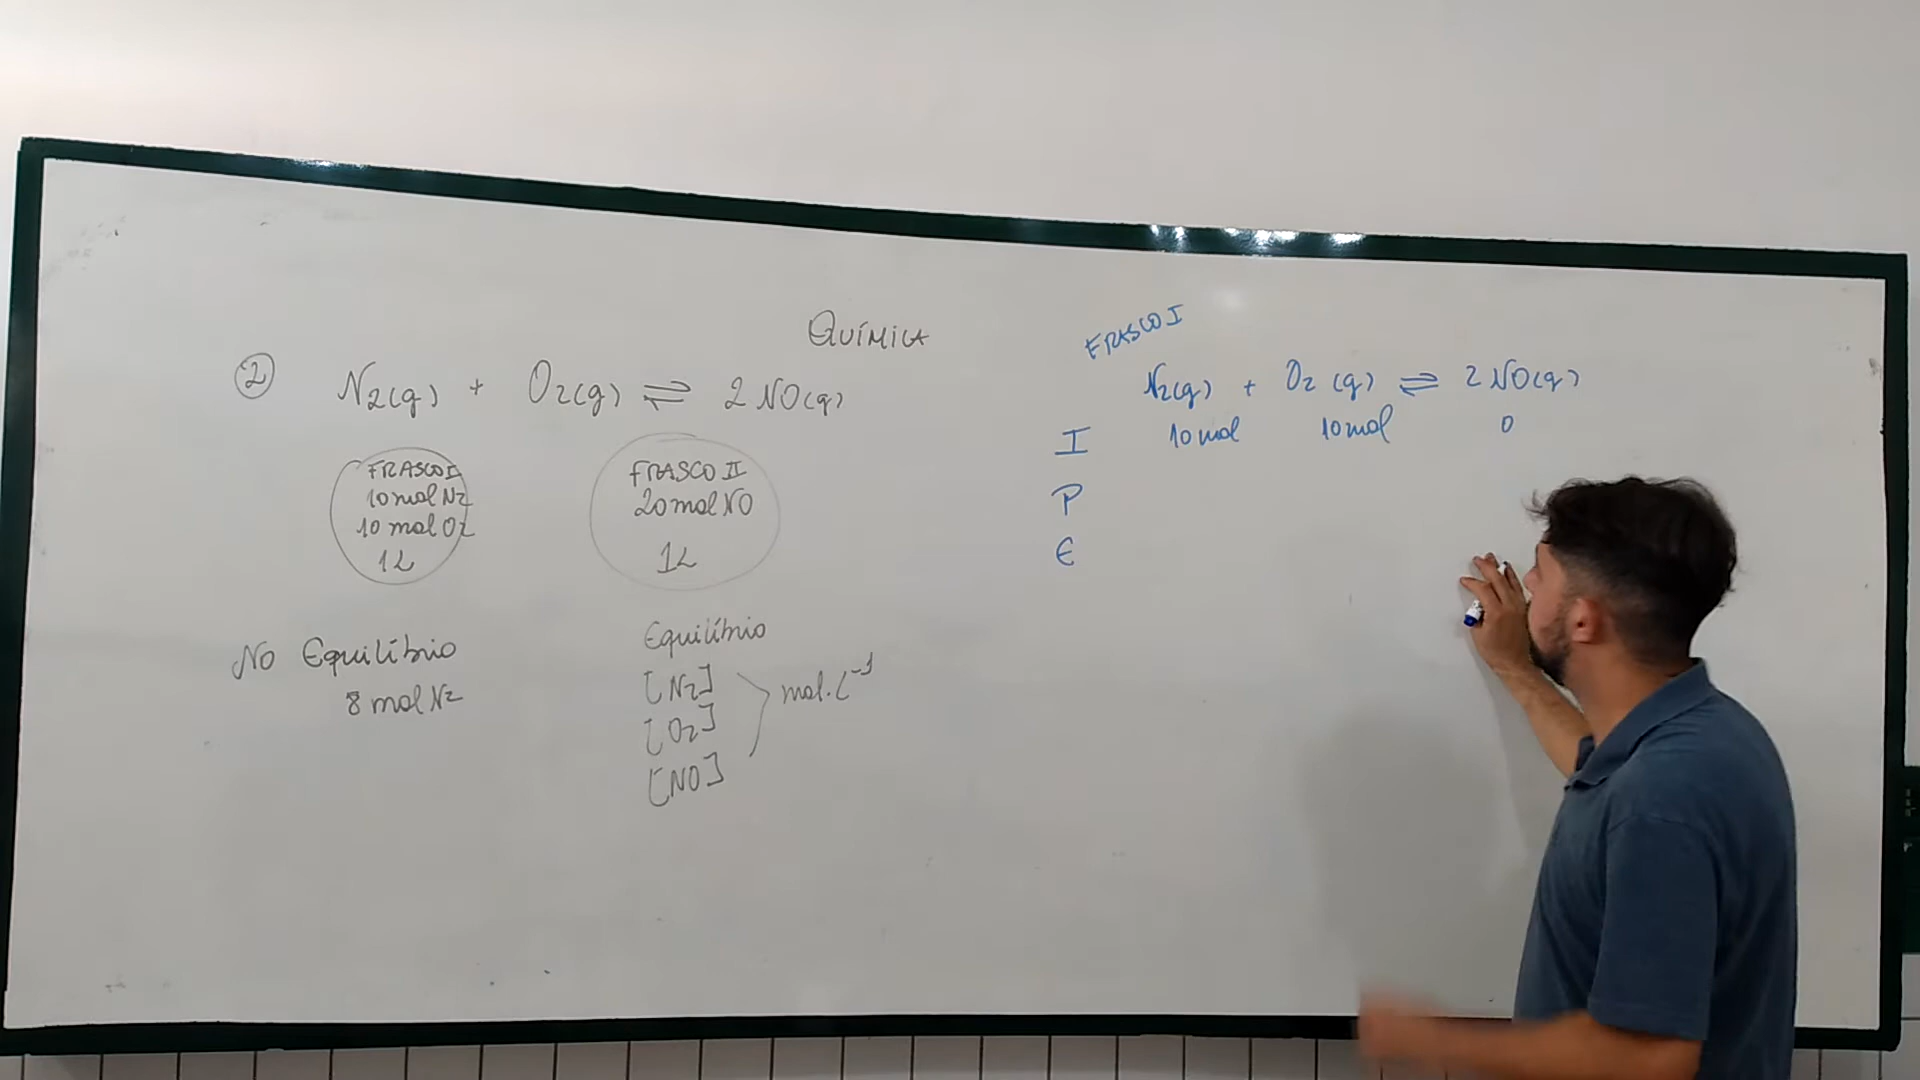 QUÍMICA
② N₂(g) + O₂(g) ⇌ 2 NO(g)
FRASCO I
10 mol N₂
10 mol O₂
1L
FRASCO II
20 mol NO
1L
No Equilíbrio
8 mol N₂
Equilíbrio
[N₂]
[O₂]
[NO]
mol.L⁻¹
FRASCO I
N₂(g) + O₂(g) ⇌ 2 NO(g)
I 10 mol 10 mol 0
P
E